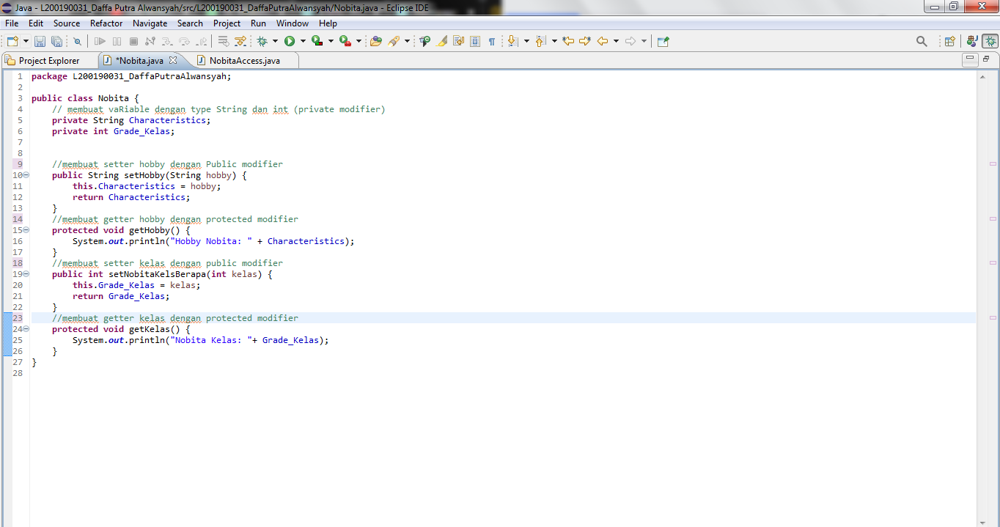 Java - L200190031_Daffa Putra Alwansyah/src/L200190031_DaffaPutraAlwansyah/Nobita.java - Eclipse IDE
File Edit Source Refactor Navigate Search Project Run Window Help
Project Explorer *Nobita.java NobitaAccess.java
1 package L200190031_DaffaPutraAlwansyah;
2
3 public class Nobita {
4 // membuat vaRiable dengan type String dan int (private modifier)
5 private String Characteristics;
6 private int Grade_Kelas;
7
8
9 //membuat setter hobby dengan Public modifier
10 public String setHobby(String hobby) {
11 this.Characteristics = hobby;
12 return Characteristics;
13 }
14 //membuat getter hobby dengan protected modifier
15 protected void getHobby() {
16 System.out.println("Hobby Nobita: " + Characteristics);
17 }
18 //membuat setter kelas dengan public modifier
19 public int setNobitaKelsBerapa(int kelas) {
20 this.Grade_Kelas = kelas;
21 return Grade_Kelas;
22 }
23 //membuat getter kelas dengan protected modifier
24 protected void getKelas() {
25 System.out.println("Nobita Kelas: "+ Grade_Kelas);
26 }
27 }
28